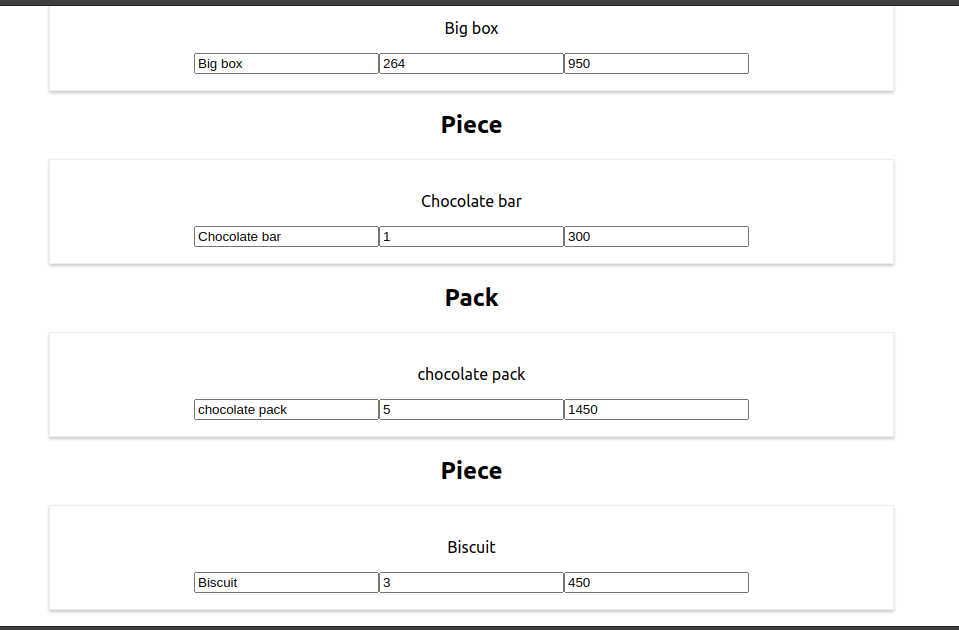 Big box
Big box 264 950
Piece
Chocolate bar
Chocolate bar 1 300
Pack
chocolate pack
chocolate pack 5 1450
Piece
Biscuit
Biscuit 3 450